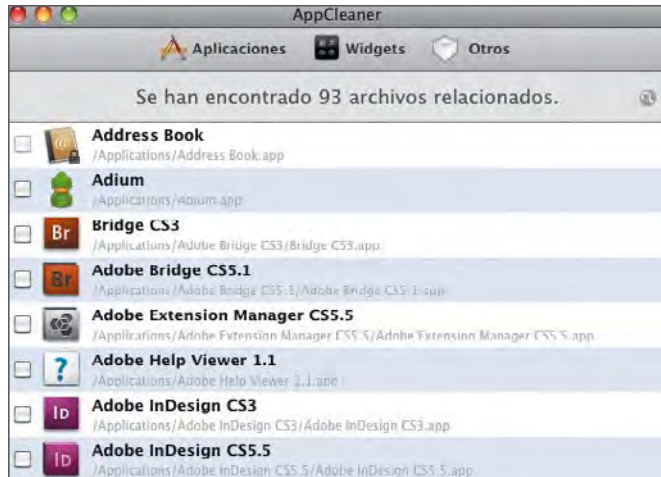 AppCleaner
Aplicaciones Widgets Otros
Se han encontrado 93 archivos relacionados.
Address Book
/Applications/Address Book.app
Adium
/Applications/Adium.app
Br Bridge CS3
/Applications/Adobe Bridge CS3/Bridge CS3.app
Br Adobe Bridge CS5.1
/Applications/Adobe Bridge CS5.1/Adobe Bridge CS5.1.app
Adobe Extension Manager CS5.5
/Applications/Adobe Extension Manager CS5.5/Adobe Extension Manager CS5.5.app
? Adobe Help Viewer 1.1
/Applications/Adobe Help Viewer 1.1.app
ID Adobe InDesign CS3
/Applications/Adobe InDesign CS3/Adobe InDesign CS3.app
ID Adobe InDesign CS5.5
/Applications/Adobe InDesign CS5.5/Adobe InDesign CS5.5.app